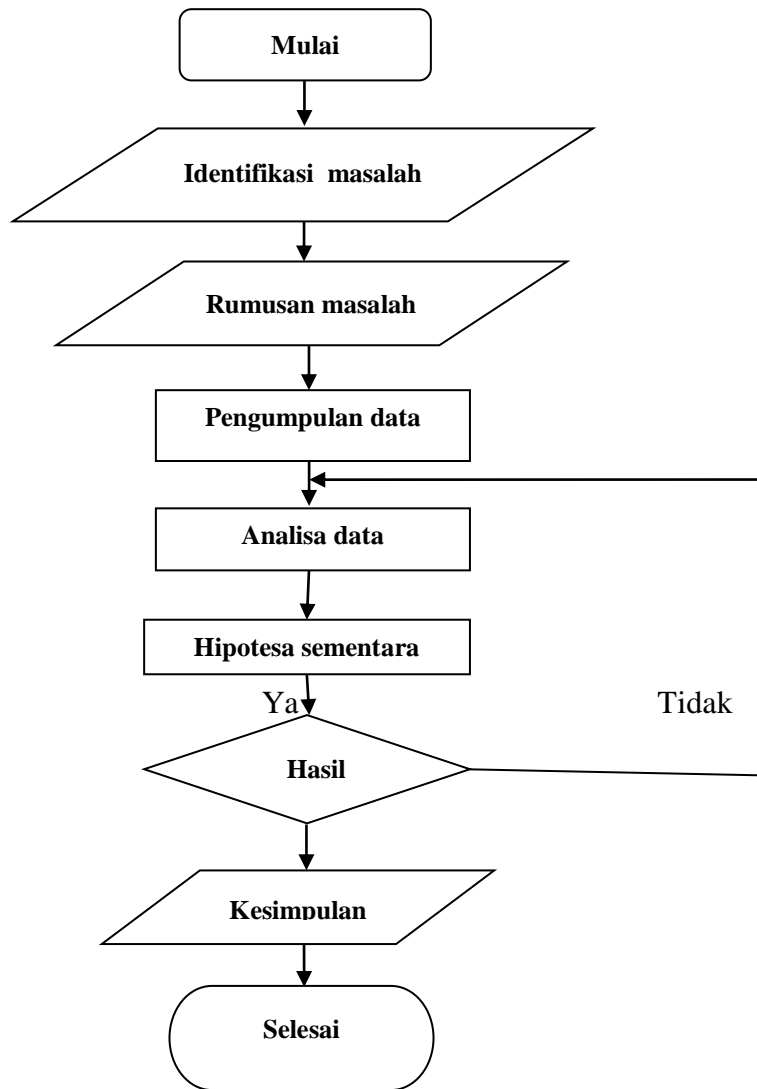 Mulai
Identifikasi masalah
Rumusan masalah
Pengumpulan data
Analisa data
Hipotesa sementara
Ya
Tidak
Hasil
Kesimpulan
Selesai